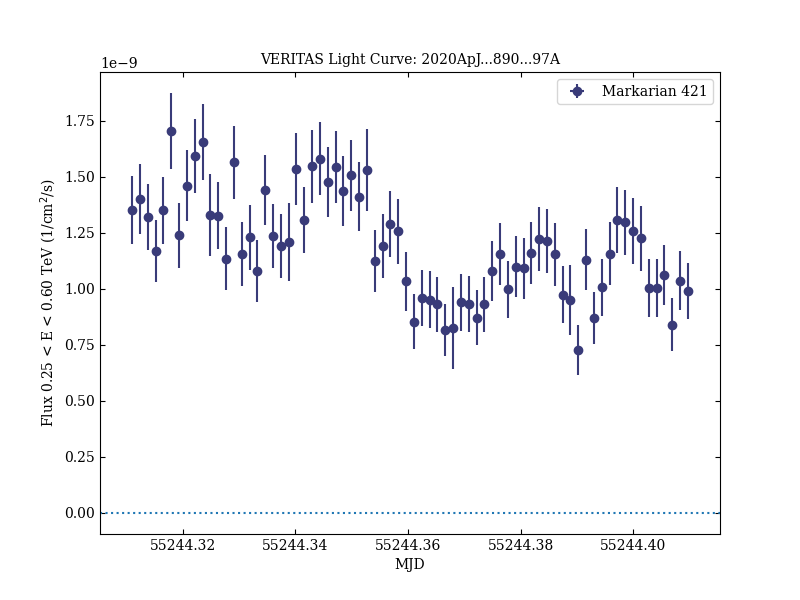 VERITAS Light Curve: 2020ApJ...890...97A
1e−9
Markarian 421
1.75
1.50
1.25
1.00
0.75
0.50
0.25
0.00
Flux 0.25 < E < 0.60 TeV (1/cm²/s)
55244.32 55244.34 55244.36 55244.38 55244.40
MJD